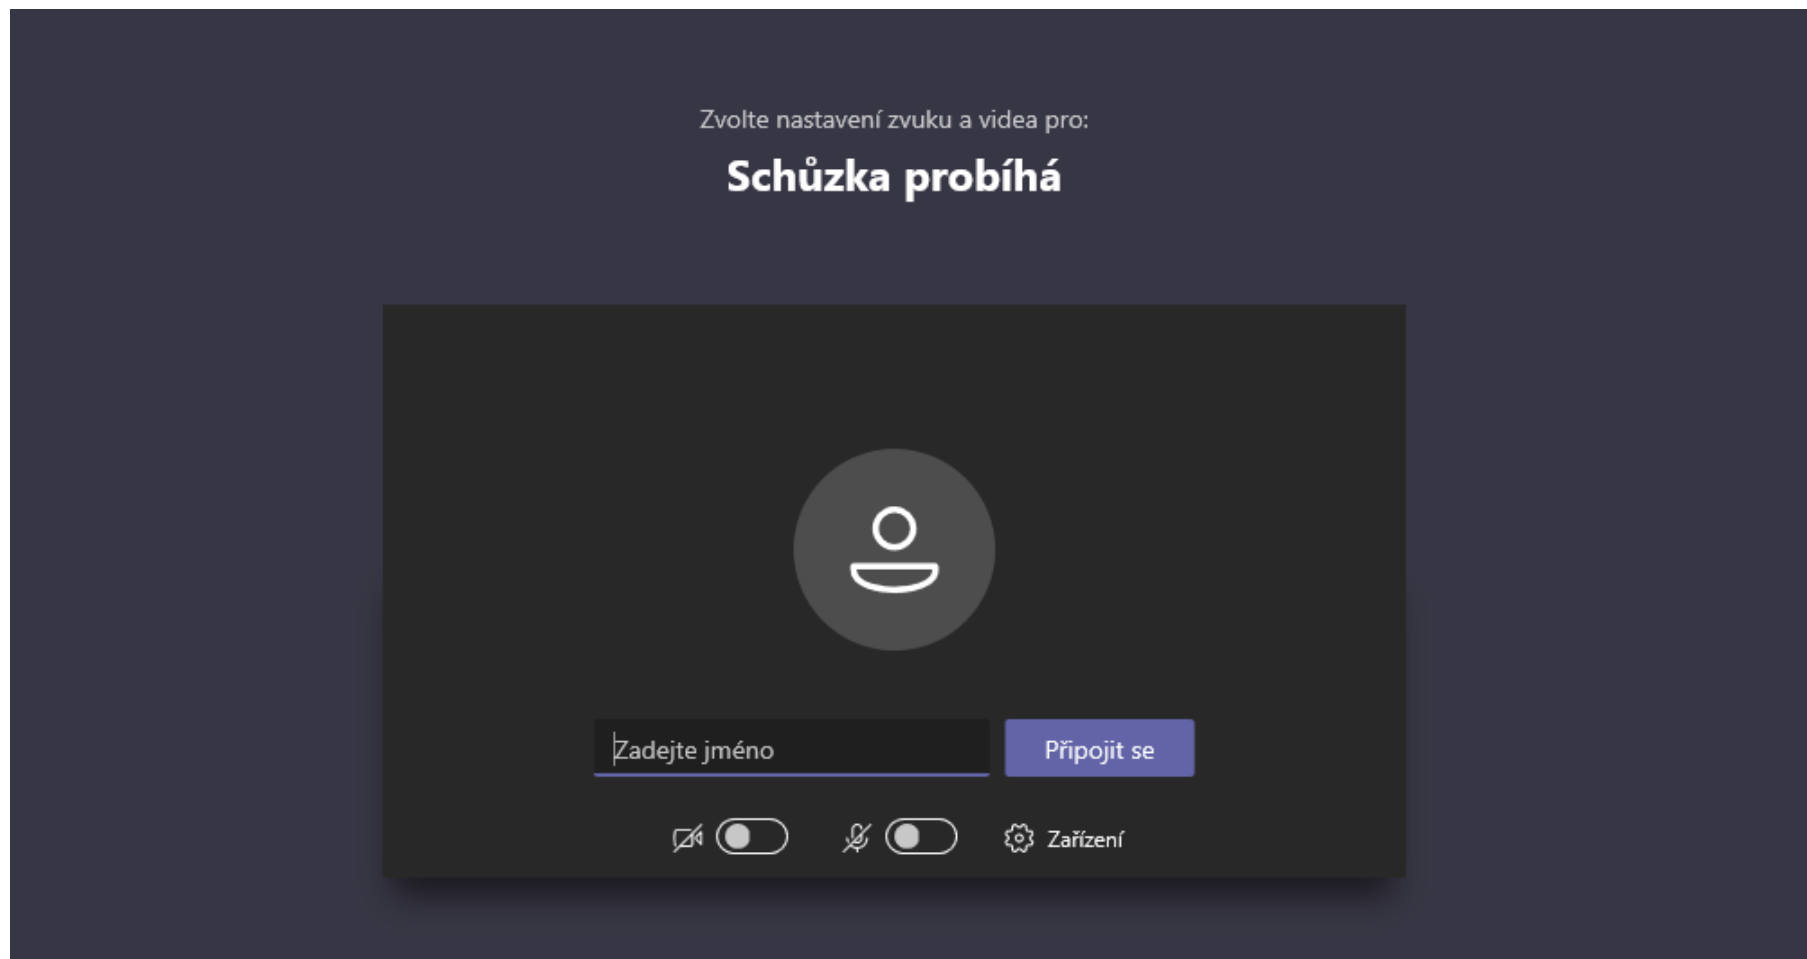 Zvolte nastavení zvuku a videa pro:
Schůzka probíhá
Zadejte jméno
Připojit se
Zařízení